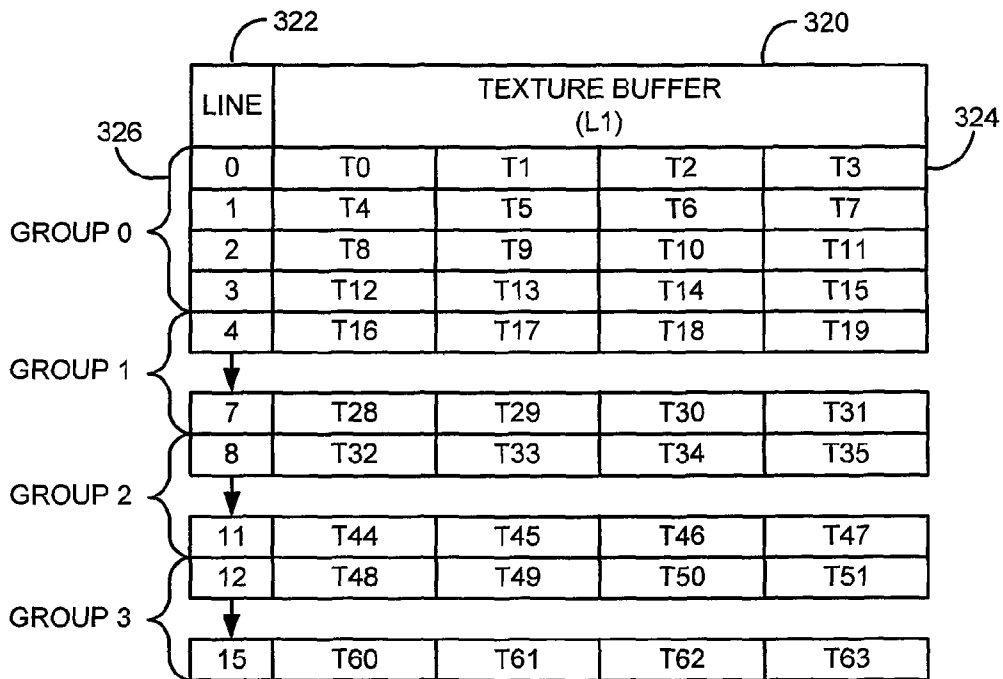 322
320
LINE TEXTURE BUFFER
(L1)
326
324
0 T0 T1 T2 T3
1 T4 T5 T6 T7
GROUP 0
2 T8 T9 T10 T11
3 T12 T13 T14 T15
4 T16 T17 T18 T19
GROUP 1
7 T28 T29 T30 T31
8 T32 T33 T34 T35
GROUP 2
11 T44 T45 T46 T47
12 T48 T49 T50 T51
GROUP 3
15 T60 T61 T62 T63